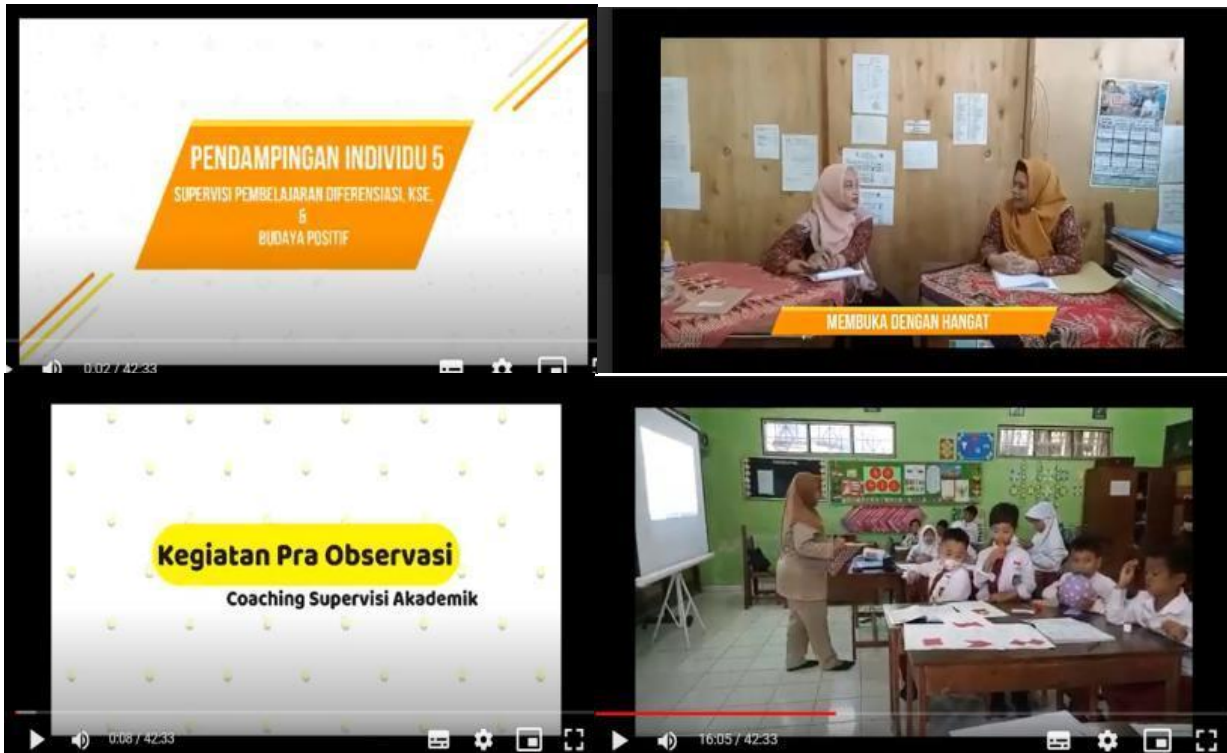 PENDAMPINGAN INDIVIDU 5
SUPERVISI PEMBELAJARAN DIFERENSIASI, KSE,
&
BUDAYA POSITIF
0:02 / 42:33
MEMBUKA DENGAN HANGAT
Kegiatan Pra Observasi
Coaching Supervisi Akademik
0:08 / 42:33
16:05 / 42:33